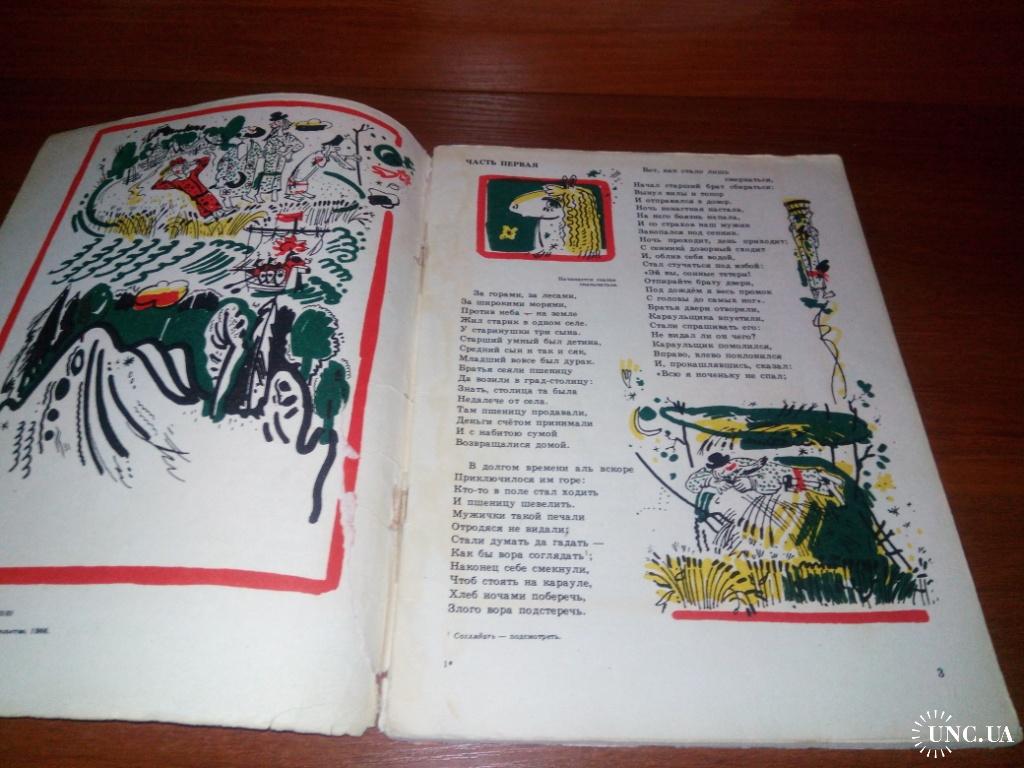 ЧАСТЬ ПЕРВАЯ
Начинается сказка
сказываться.
За горами, за лесами,
За широкими морями,
Против неба — на земле
Жил старик в одном селе.
У старинушки три сына.
Старший умный был детина,
Средний сын и так и сяк,
Младший вовсе был дурак.
Братья сеяли пшеницу
Да возили в град-столицу:
Знать, столица та была
Недалече от села.
Там пшеницу продавали,
Деньги счётом принимали
И с набитою сумой
Возвращалися домой.
В долгом времени аль вскоре
Приключилося им горе:
Кто-то в поле стал ходить
И пшеницу шевелить.
Мужички такой печали
Отродяся не видали;
Стали думать да гадать —
Как бы вора соглядать¹;
Наконец себе смекнули,
Чтоб стоять на карауле,
Хлеб ночами поберечь,
Злого вора подстеречь.
¹ Соглядать — подсмотреть.
1*
Вот, как стало лишь
смеркаться,
Начал старший брат сбираться:
Вынул вилы и топор
И отправился в дозор.
Ночь ненастная настала,
На него боязнь напала,
И со страхов наш мужик
Закопался под сенник.
Ночь проходит, день приходит;
С сенника дозорный сходит
И, облив себя водой,
Стал стучаться под избой:
«Эй вы, сонные тетери!
Отпирайте брату двери,
Под дождём я весь промок
С головы до самых ног».
Братья двери отворили,
Караульщика впустили,
Стали спрашивать его:
Не видал ли он чего?
Караульщик помолился,
Вправо, влево поклонился
И, прокашлявшись, сказал:
«Всю я ноченьку не спал;
3
1986.
UNC.UA